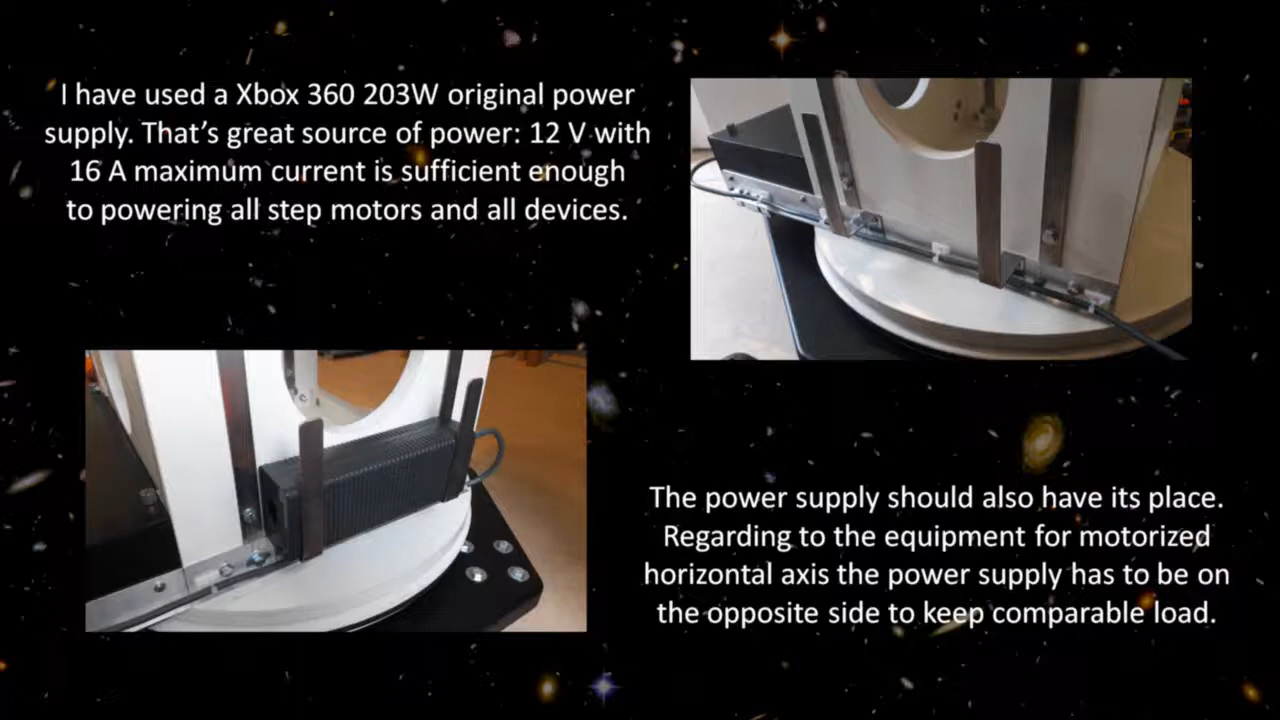 I have used a Xbox 360 203W original power
supply. That’s great source of power: 12 V with
16 A maximum current is sufficient enough
to powering all step motors and all devices.
The power supply should also have its place.
Regarding to the equipment for motorized
horizontal axis the power supply has to be on
the opposite side to keep comparable load.